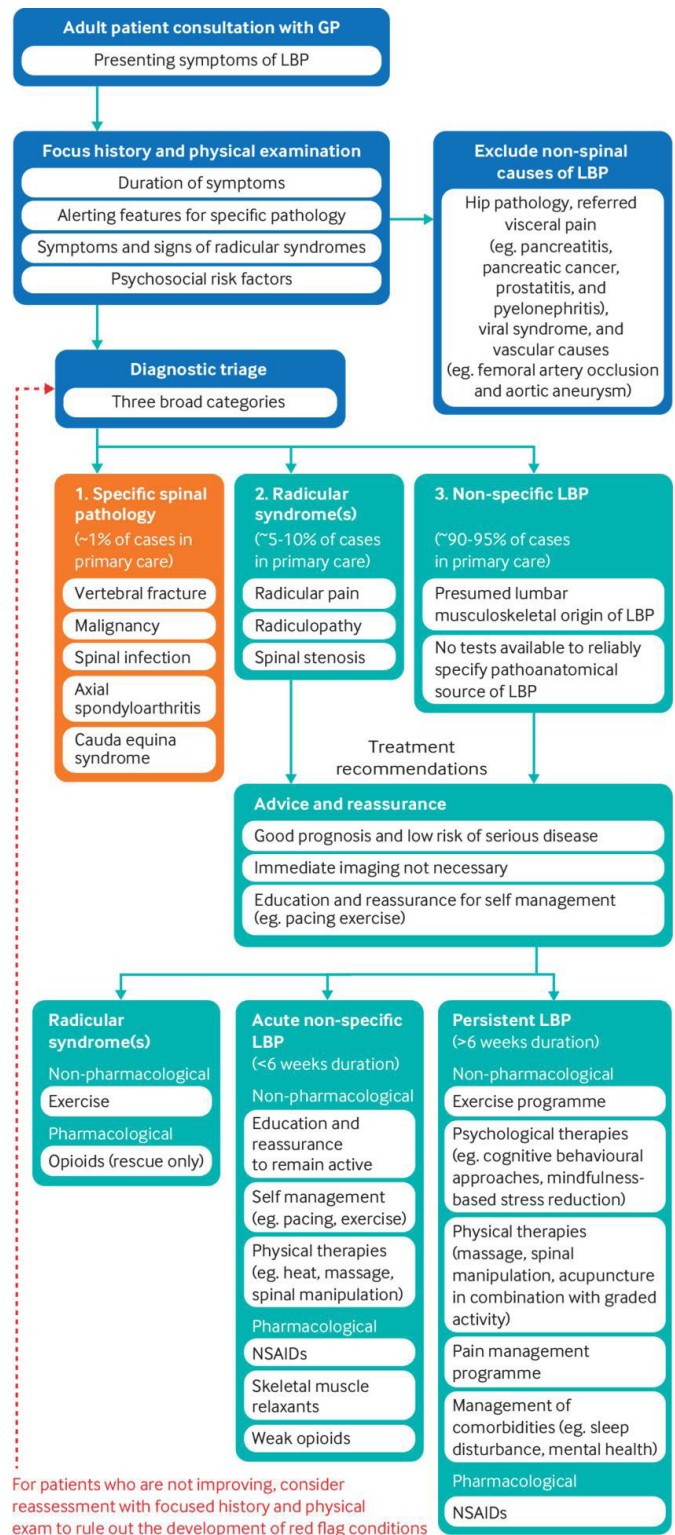 Adult patient consultation with GP
Presenting symptoms of LBP
Focus history and physical examination
Duration of symptoms
Alerting features for specific pathology
Symptoms and signs of radicular syndromes
Psychosocial risk factors
Exclude non-spinal
causes of LBP
Hip pathology, referred
visceral pain
(eg. pancreatitis,
pancreatic cancer,
prostatitis, and
pyelonephritis),
viral syndrome, and
vascular causes
(eg. femoral artery occlusion
and aortic aneurysm)
Diagnostic triage
Three broad categories
1. Specific spinal
pathology
(~1% of cases in
primary care)
Vertebral fracture
Malignancy
Spinal infection
Axial
spondyloarthritis
Cauda equina
syndrome
2. Radicular
syndrome(s)
(~5-10% of cases
in primary care)
Radicular pain
Radiculopathy
Spinal stenosis
3. Non-specific LBP
(~90-95% of cases
in primary care)
Presumed lumbar
musculoskeletal origin of LBP
No tests available to reliably
specify pathoanatomical
source of LBP
Treatment
recommendations
Advice and reassurance
Good prognosis and low risk of serious disease
Immediate imaging not necessary
Education and reassurance for self management
(eg. pacing exercise)
Radicular
syndrome(s)
Non-pharmacological
Exercise
Pharmacological
Opioids (rescue only)
Acute non-specific
LBP
(<6 weeks duration)
Non-pharmacological
Education and
reassurance
to remain active
Self management
(eg. pacing, exercise)
Physical therapies
(eg. heat, massage,
spinal manipulation)
Pharmacological
NSAIDs
Skeletal muscle
relaxants
Weak opioids
Persistent LBP
(>6 weeks duration)
Non-pharmacological
Exercise programme
Psychological therapies
(eg. cognitive behavioural
approaches, mindfulness-
based stress reduction)
Physical therapies
(massage, spinal
manipulation, acupuncture
in combination with graded
activity)
Pain management
programme
Management of
comorbidities (eg. sleep
disturbance, mental health)
Pharmacological
NSAIDs
For patients who are not improving, consider
reassessment with focused history and physical
exam to rule out the development of red flag conditions